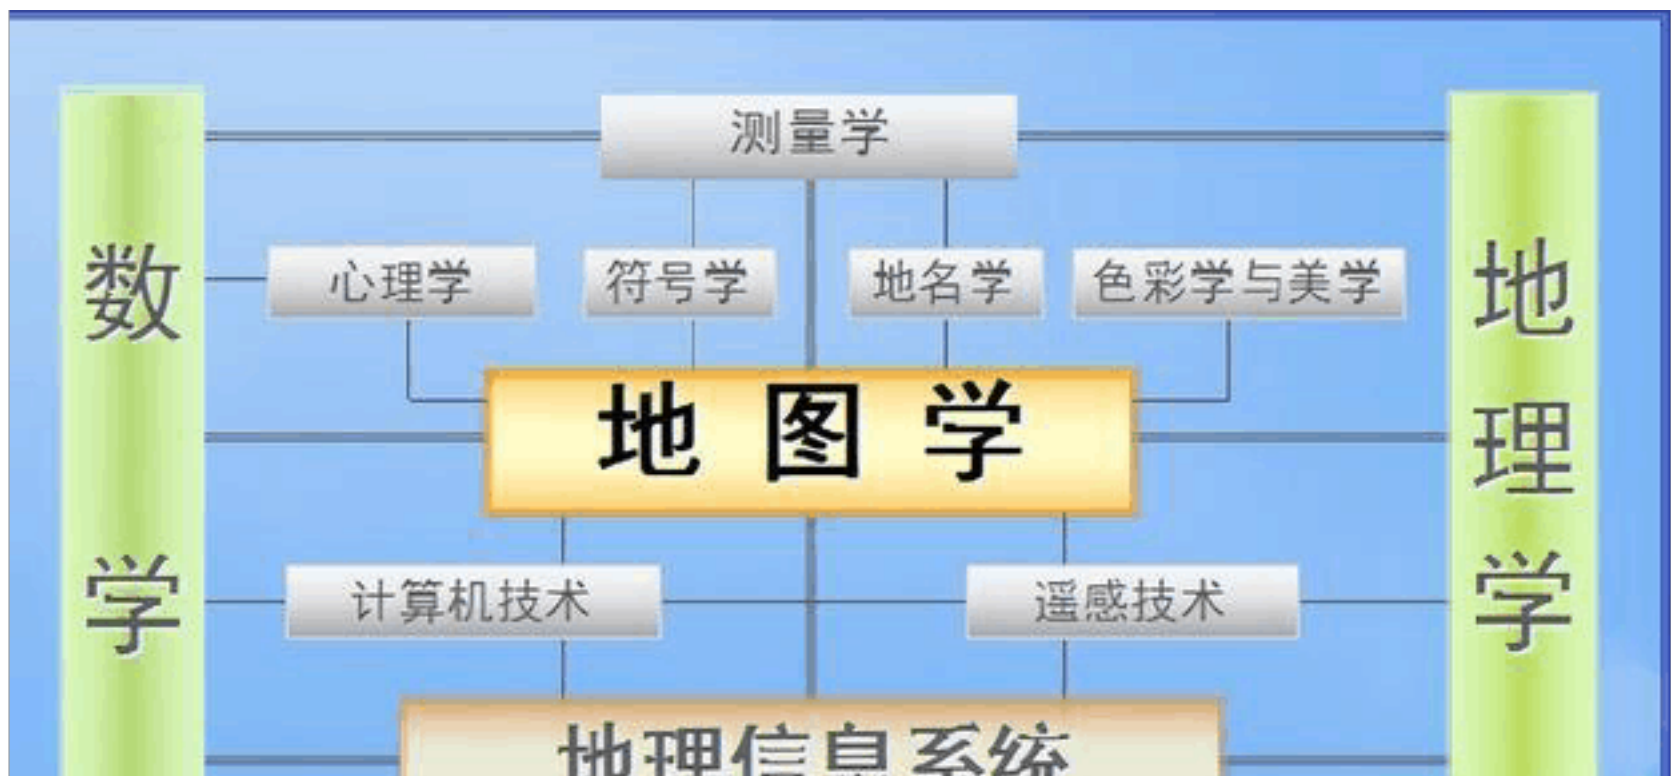 测量学
数学
心理学
符号学
地名学
色彩学与美学
地理学
地图学
计算机技术
遥感技术
地理信息系统